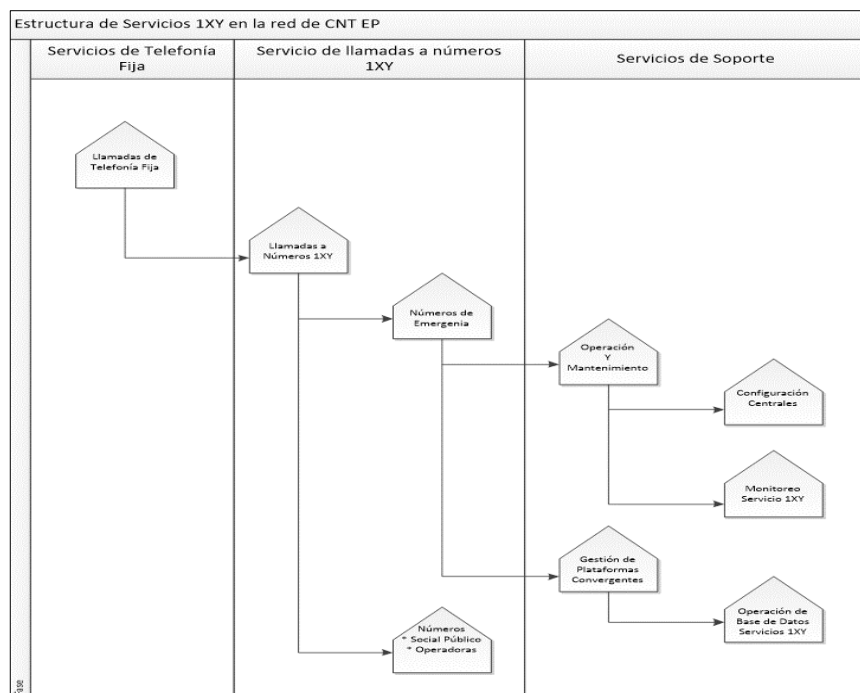 Estructura de Servicios 1XY en la red de CNT EP
Servicios de Telefonía
Fija
Servicio de llamadas a números
1XY
Servicios de Soporte
Llamadas de
Telefonía Fija
Llamadas a
Números 1XY
Números de
Emergenia
Operación
Y
Mantenimiento
Configuración
Centrales
Monitoreo
Servicio 1XY
Gestión de
Plataformas
Convergentes
Operación de
Base de Datos
Servicios 1XY
Números
* Social Público
* Operadoras